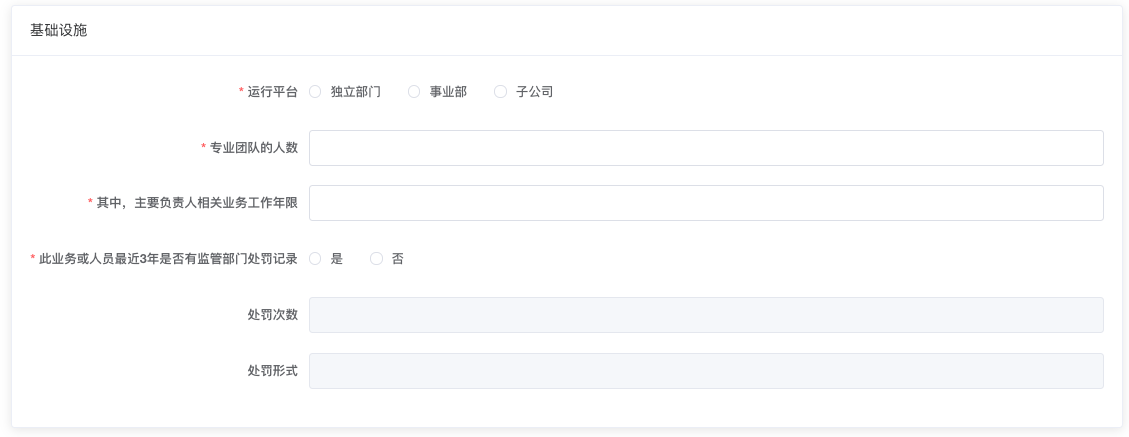 基础设施
* 运行平台 独立部门 事业部 子公司
* 专业团队的人数
* 其中，主要负责人相关业务工作年限
* 此业务或人员最近3年是否有监管部门处罚记录 是 否
处罚次数
处罚形式